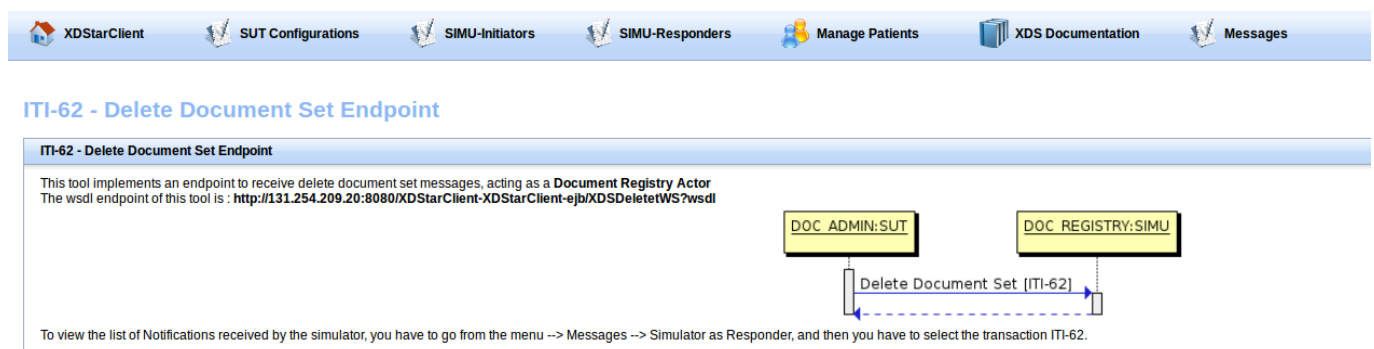 XDStarClient SUT Configurations SIMU-Initiators SIMU-Responders Manage Patients XDS Documentation Messages
ITI-62 - Delete Document Set Endpoint
ITI-62 - Delete Document Set Endpoint
This tool implements an endpoint to receive delete document set messages, acting as a Document Registry Actor
The wsdl endpoint of this tool is : http://131.254.209.20:8080/XDStarClient-XDStarClient-ejb/XDSDeletetWS?wsdl
DOC_ADMIN:SUT DOC_REGISTRY:SIMU
Delete Document Set [ITI-62]
To view the list of Notifications received by the simulator, you have to go from the menu --> Messages --> Simulator as Responder, and then you have to select the transaction ITI-62.